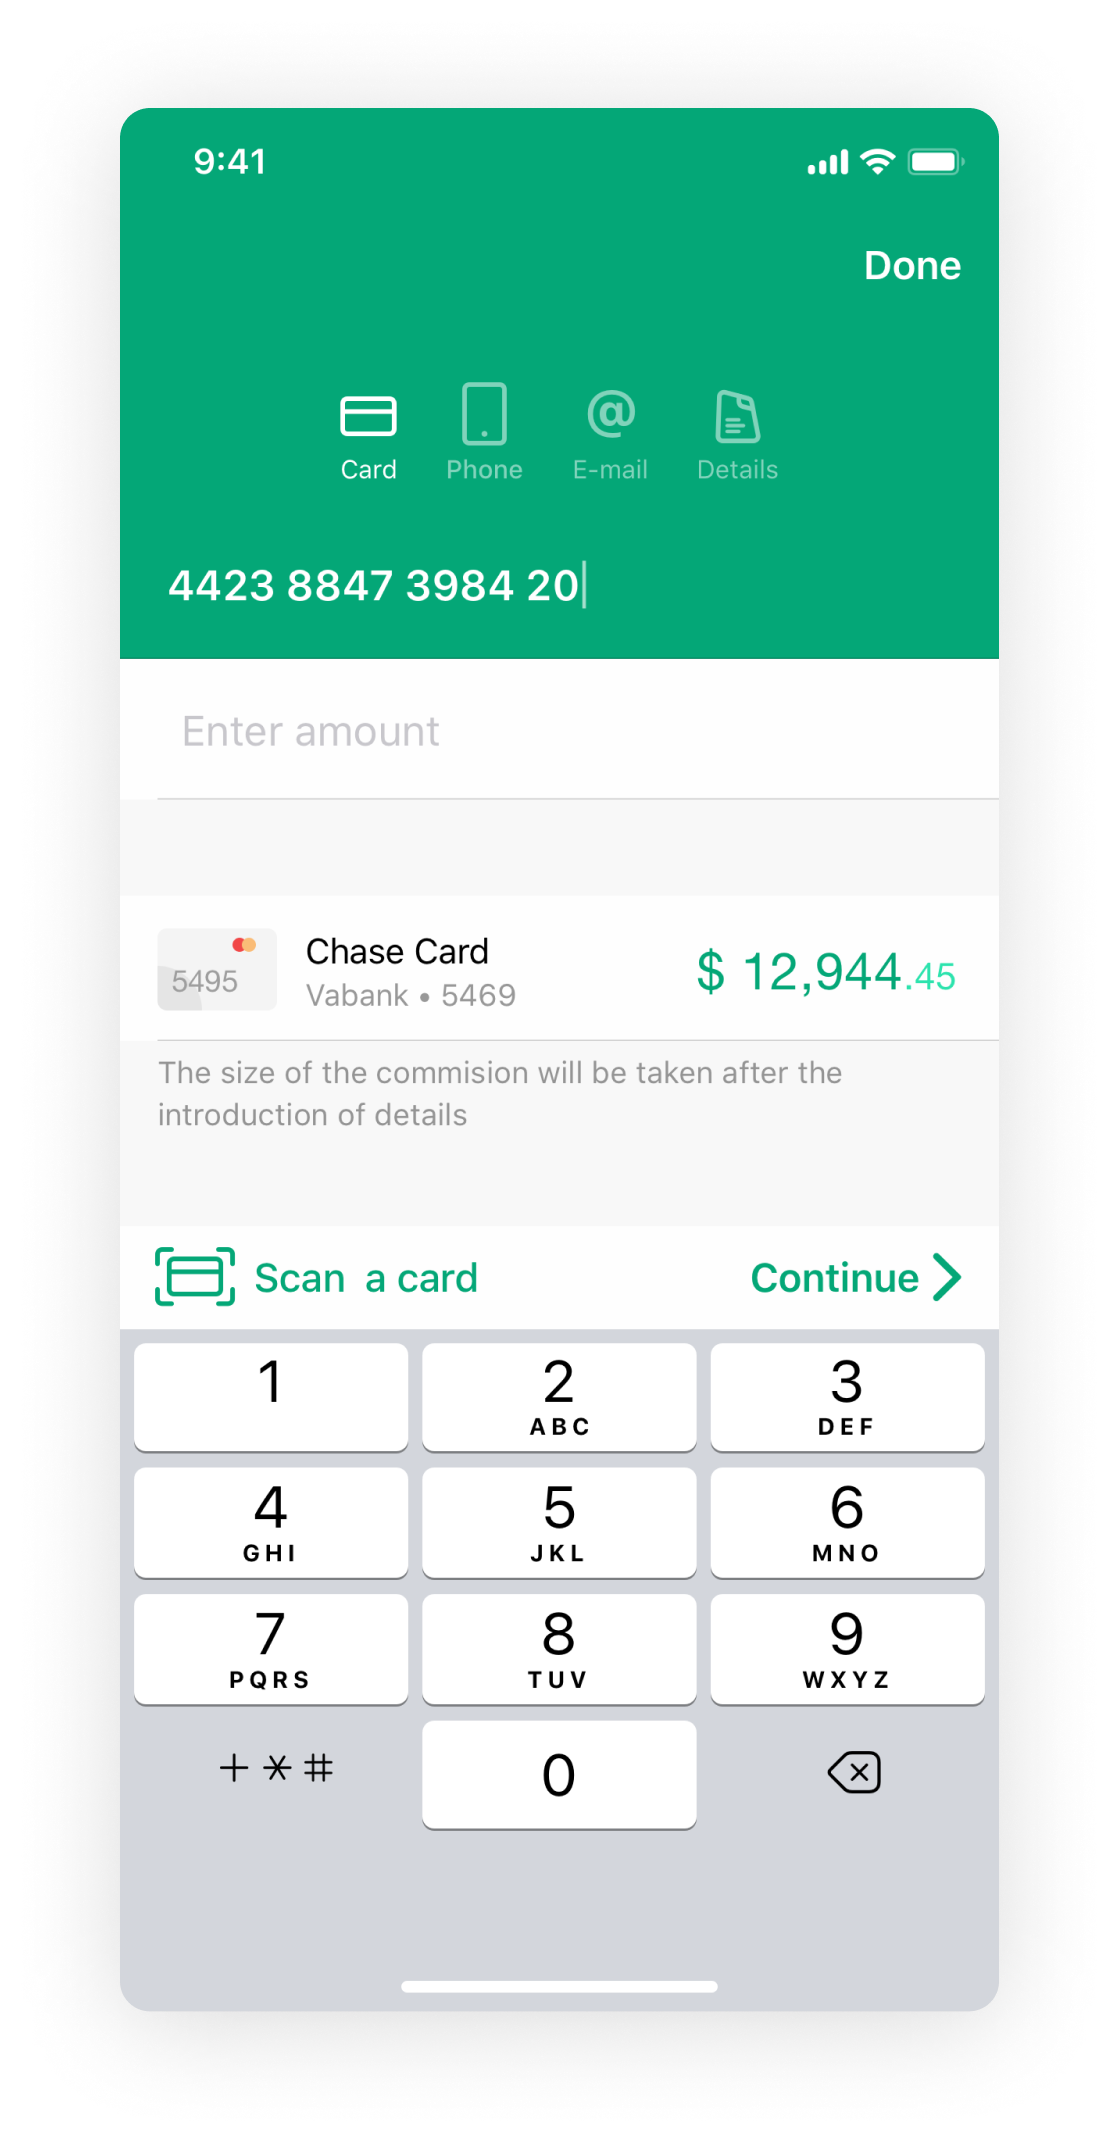 9:41
Done
Card Phone E-mail Details
4423 8847 3984 20
Enter amount
5495
Chase Card
Vabank • 5469
$ 12,944.45
The size of the commision will be taken after the
introduction of details
Scan a card
Continue
1 2 3
ABC DEF
4 5 6
GHI JKL MNO
7 8 9
PQRS TUV WXYZ
+ * # 0